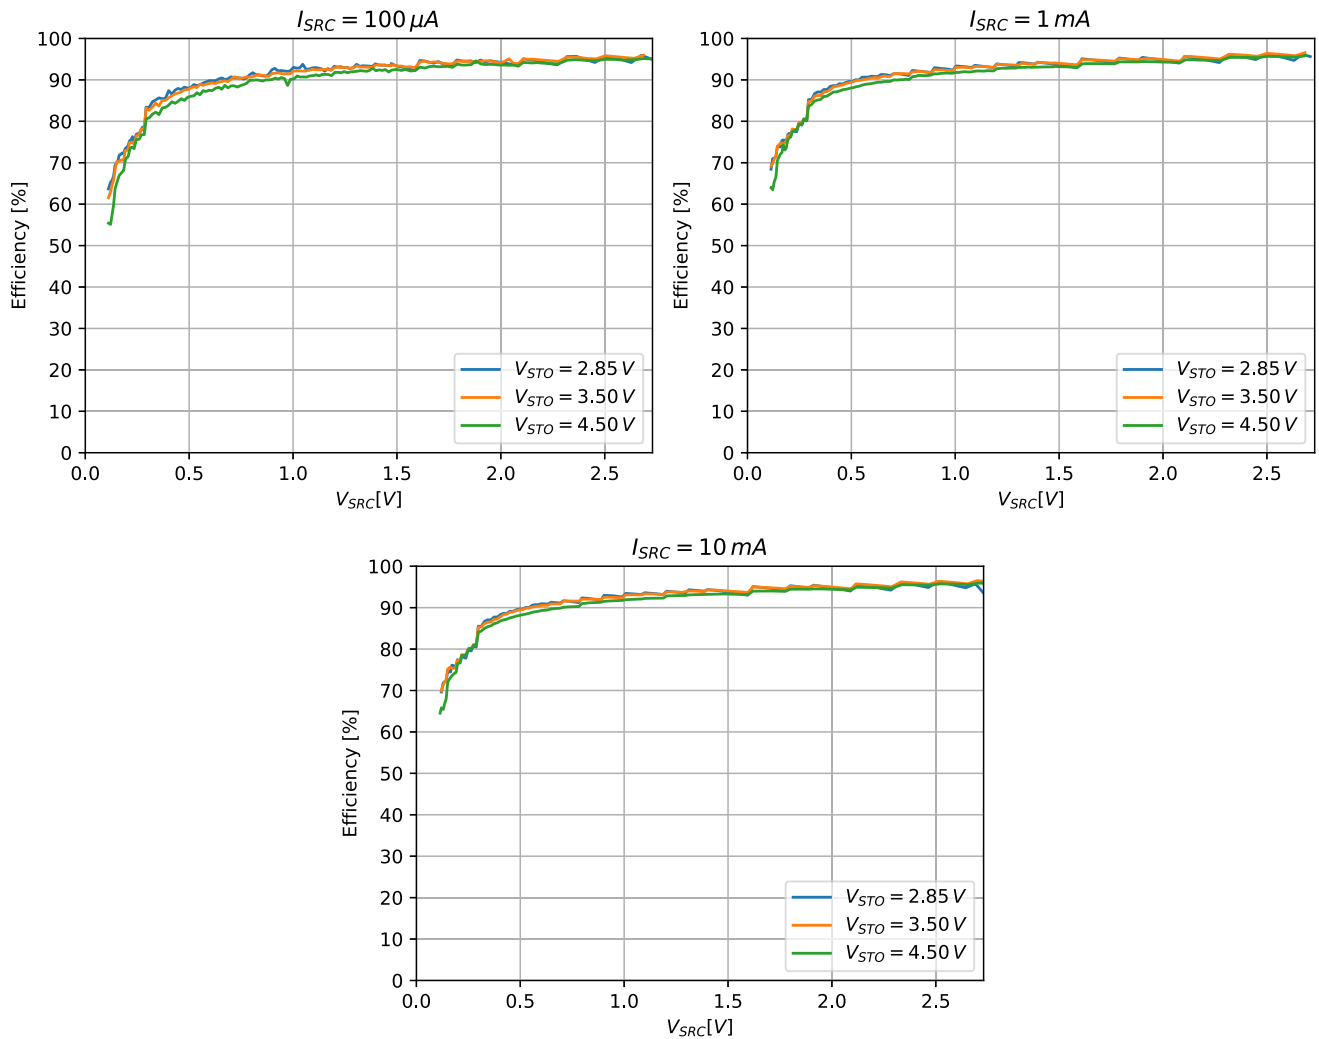 I_SRC = 100 μA
100
90
80
70
60
50
40
30
20
10
0
Efficiency [%]
0.0 0.5 1.0 1.5 2.0 2.5
V_SRC[V]
V_STO = 2.85 V
V_STO = 3.50 V
V_STO = 4.50 V
I_SRC = 1 mA
100
90
80
70
60
50
40
30
20
10
0
Efficiency [%]
0.0 0.5 1.0 1.5 2.0 2.5
V_SRC[V]
V_STO = 2.85 V
V_STO = 3.50 V
V_STO = 4.50 V
I_SRC = 10 mA
100
90
80
70
60
50
40
30
20
10
0
Efficiency [%]
0.0 0.5 1.0 1.5 2.0 2.5
V_SRC[V]
V_STO = 2.85 V
V_STO = 3.50 V
V_STO = 4.50 V